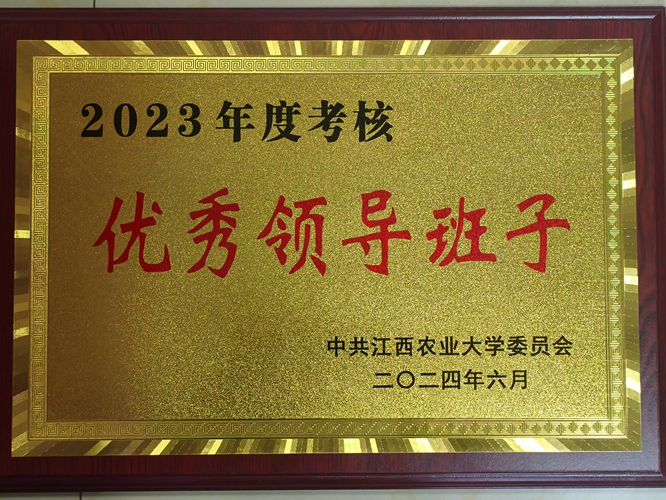 2023年度考核
优秀领导班子
中共江西农业大学委员会
二〇二四年六月